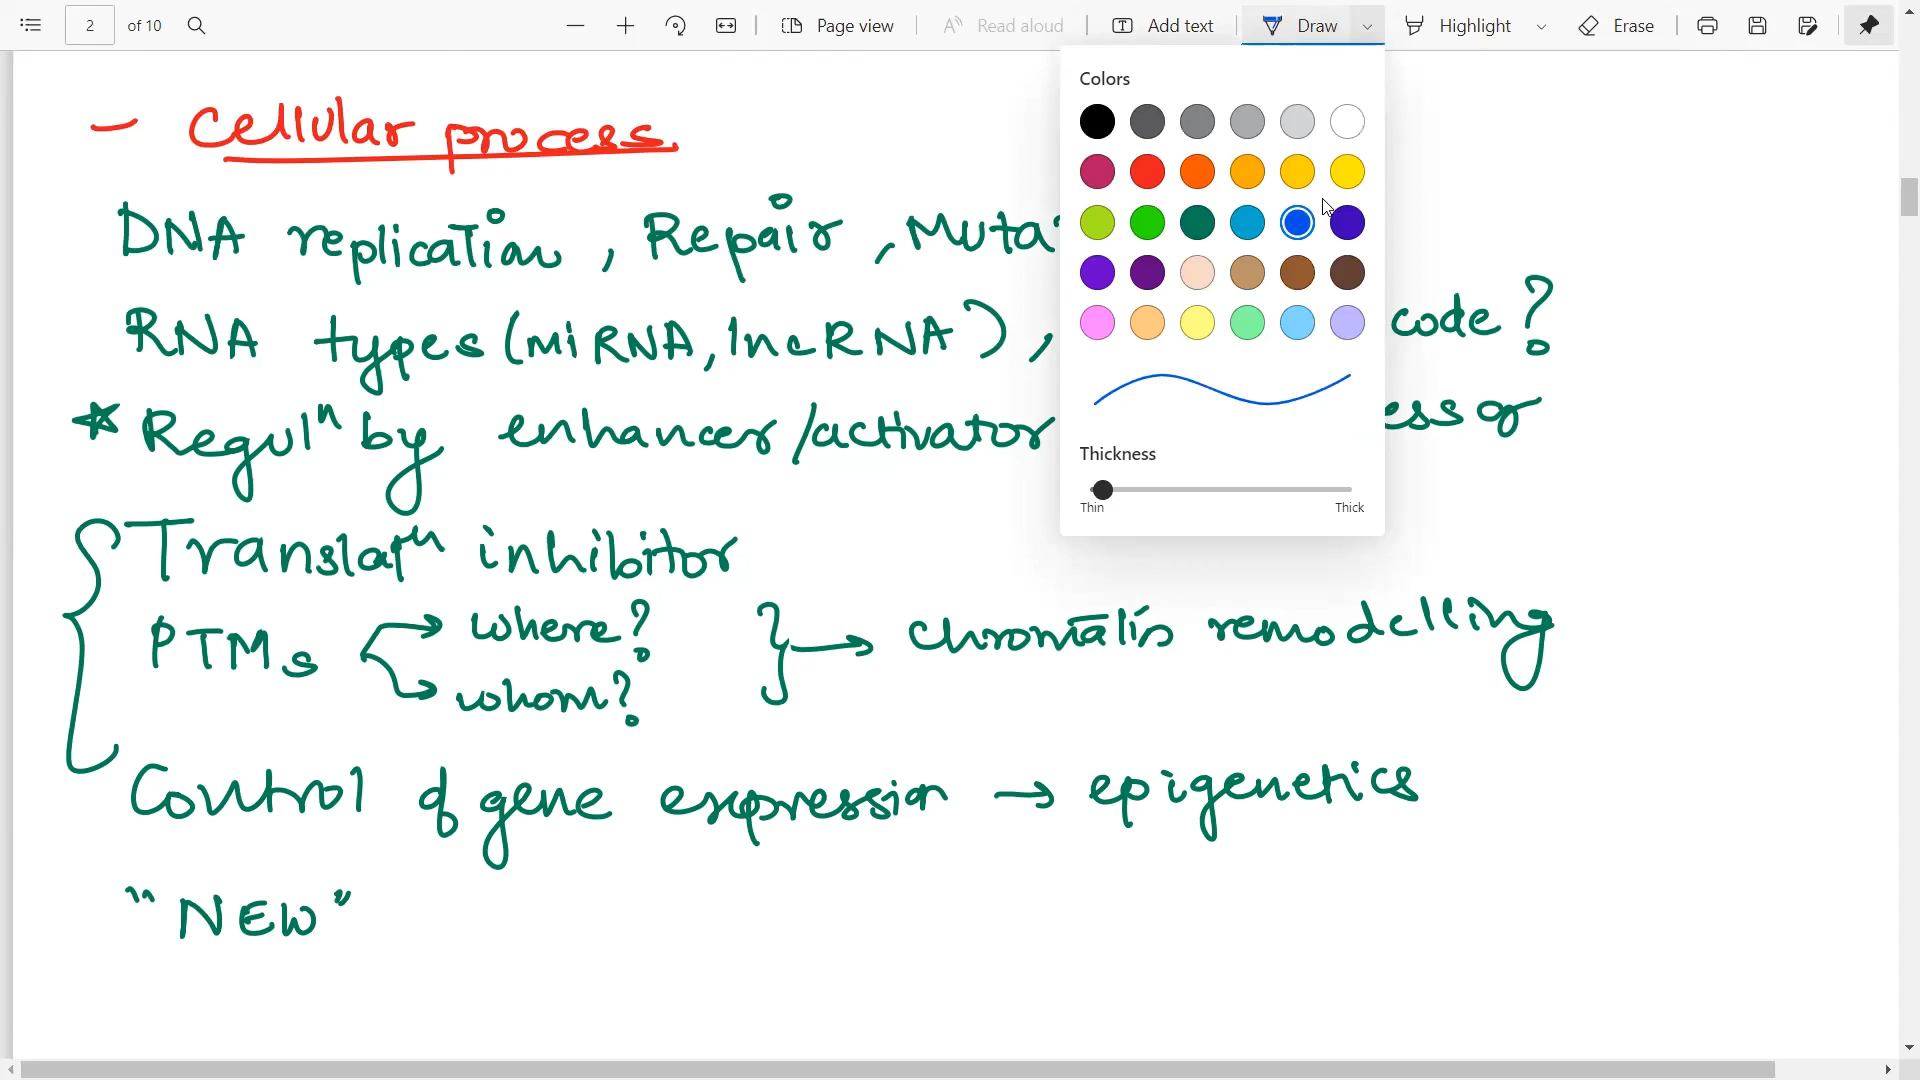 2 of 10 Page view Read aloud Add text Draw Highlight Erase
Colors
Thickness
Thin Thick
- Cellular process.
DNA replication, Repair, Muta
RNA types (miRNA, lncRNA), code?
* Regulⁿ by enhancer/activator essor
Translatⁿ inhibitor
PTMs → where? } → chromatin remodelling
→ whom?
Control of gene expression → epigenetics
"NEW"